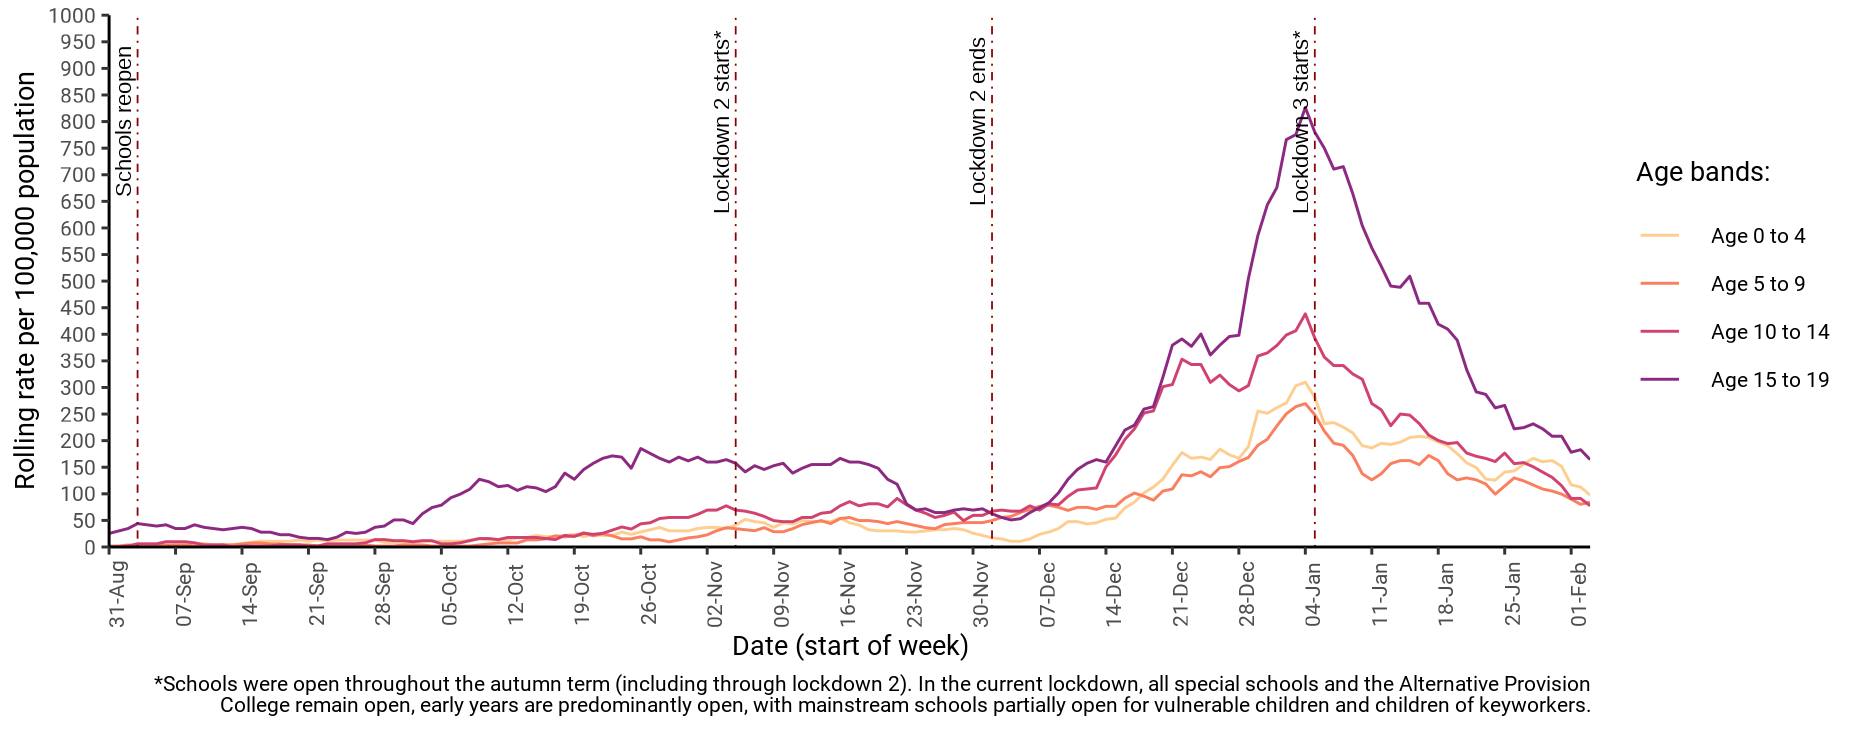 1000
950
900
850
800
750
700
650
600
550
500
450
400
350
300
250
200
150
100
50
0
Rolling rate per 100,000 population
Schools reopen
Lockdown 2 starts*
Lockdown 2 ends
Lockdown 3 starts*
Age bands:
Age 0 to 4
Age 5 to 9
Age 10 to 14
Age 15 to 19
31-Aug
07-Sep
14-Sep
21-Sep
28-Sep
05-Oct
12-Oct
19-Oct
26-Oct
02-Nov
09-Nov
16-Nov
23-Nov
30-Nov
07-Dec
14-Dec
21-Dec
28-Dec
04-Jan
11-Jan
18-Jan
25-Jan
01-Feb
Date (start of week)
*Schools were open throughout the autumn term (including through lockdown 2). In the current lockdown, all special schools and the Alternative Provision
College remain open, early years are predominantly open, with mainstream schools partially open for vulnerable children and children of keyworkers.